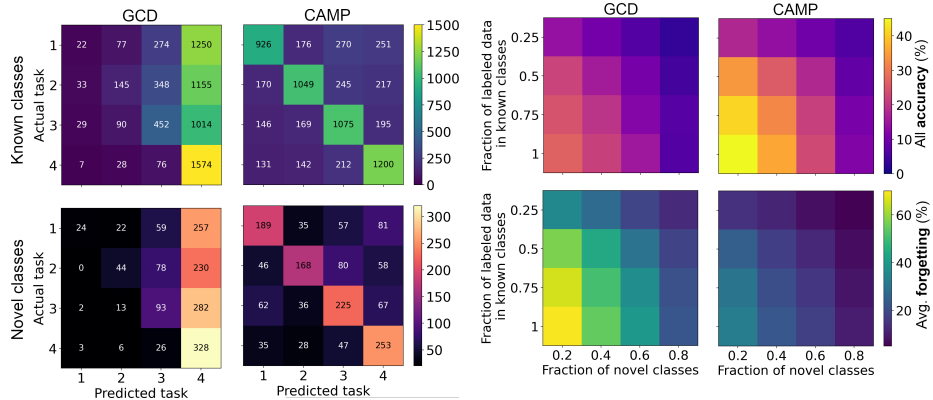 GCD
CAMP
Known classes
Actual task
1
22 77 274 1250
926 176 270 251
2
33 145 348 1155
170 1049 245 217
3
29 90 452 1014
146 169 1075 195
4
7 28 76 1574
131 142 212 1200
1500
1250
1000
750
500
250
0
Novel classes
Actual task
1
24 22 59 257
189 35 57 81
2
0 44 78 230
46 168 80 58
3
2 13 93 282
62 36 225 67
4
3 6 26 328
35 28 47 253
300
250
200
150
100
50
1 2 3 4
1 2 3 4
Predicted task
Predicted task
GCD
CAMP
Fraction of labeled data
in known classes
0.25
0.5
0.75
1
40
30
20
10
0
All accuracy (%)
Fraction of labeled data
in known classes
0.25
0.5
0.75
1
60
40
20
Avg. forgetting (%)
0.2 0.4 0.6 0.8
0.2 0.4 0.6 0.8
Fraction of novel classes
Fraction of novel classes